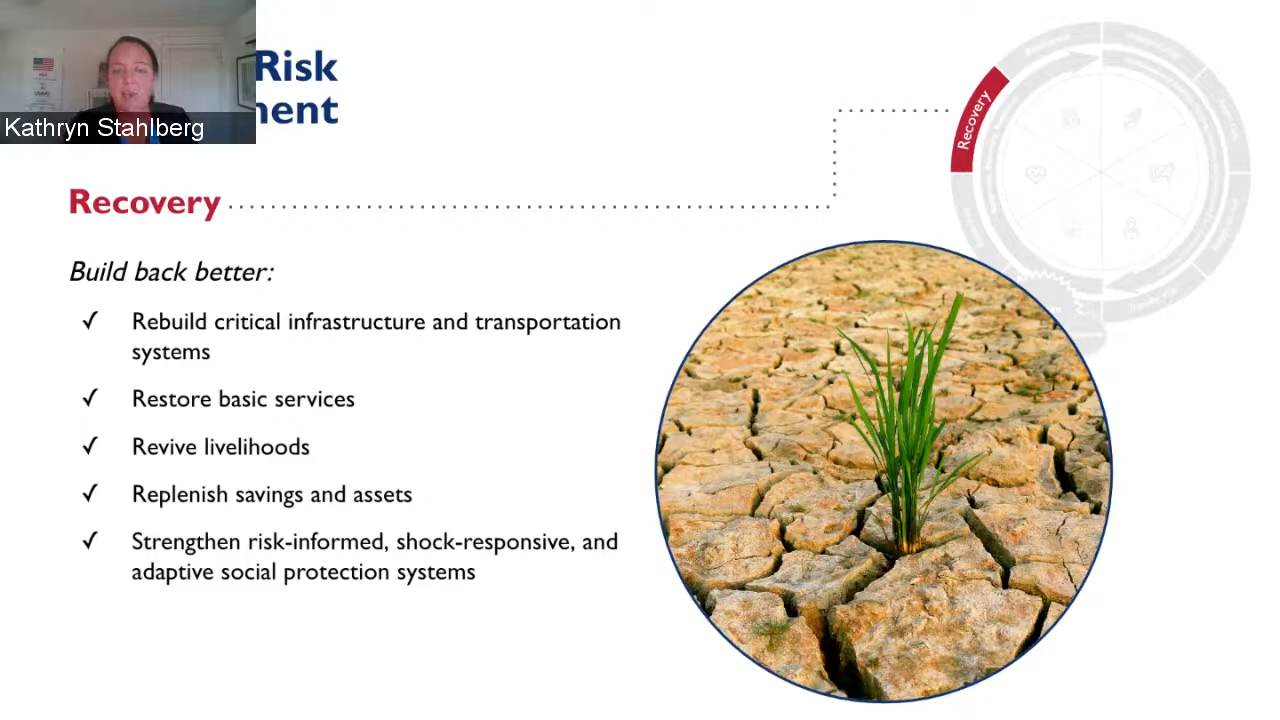 Risk
ment
Kathryn Stahlberg
Recovery
Recovery
Build back better:
✓ Rebuild critical infrastructure and transportation
systems
✓ Restore basic services
✓ Revive livelihoods
✓ Replenish savings and assets
✓ Strengthen risk-informed, shock-responsive, and
adaptive social protection systems